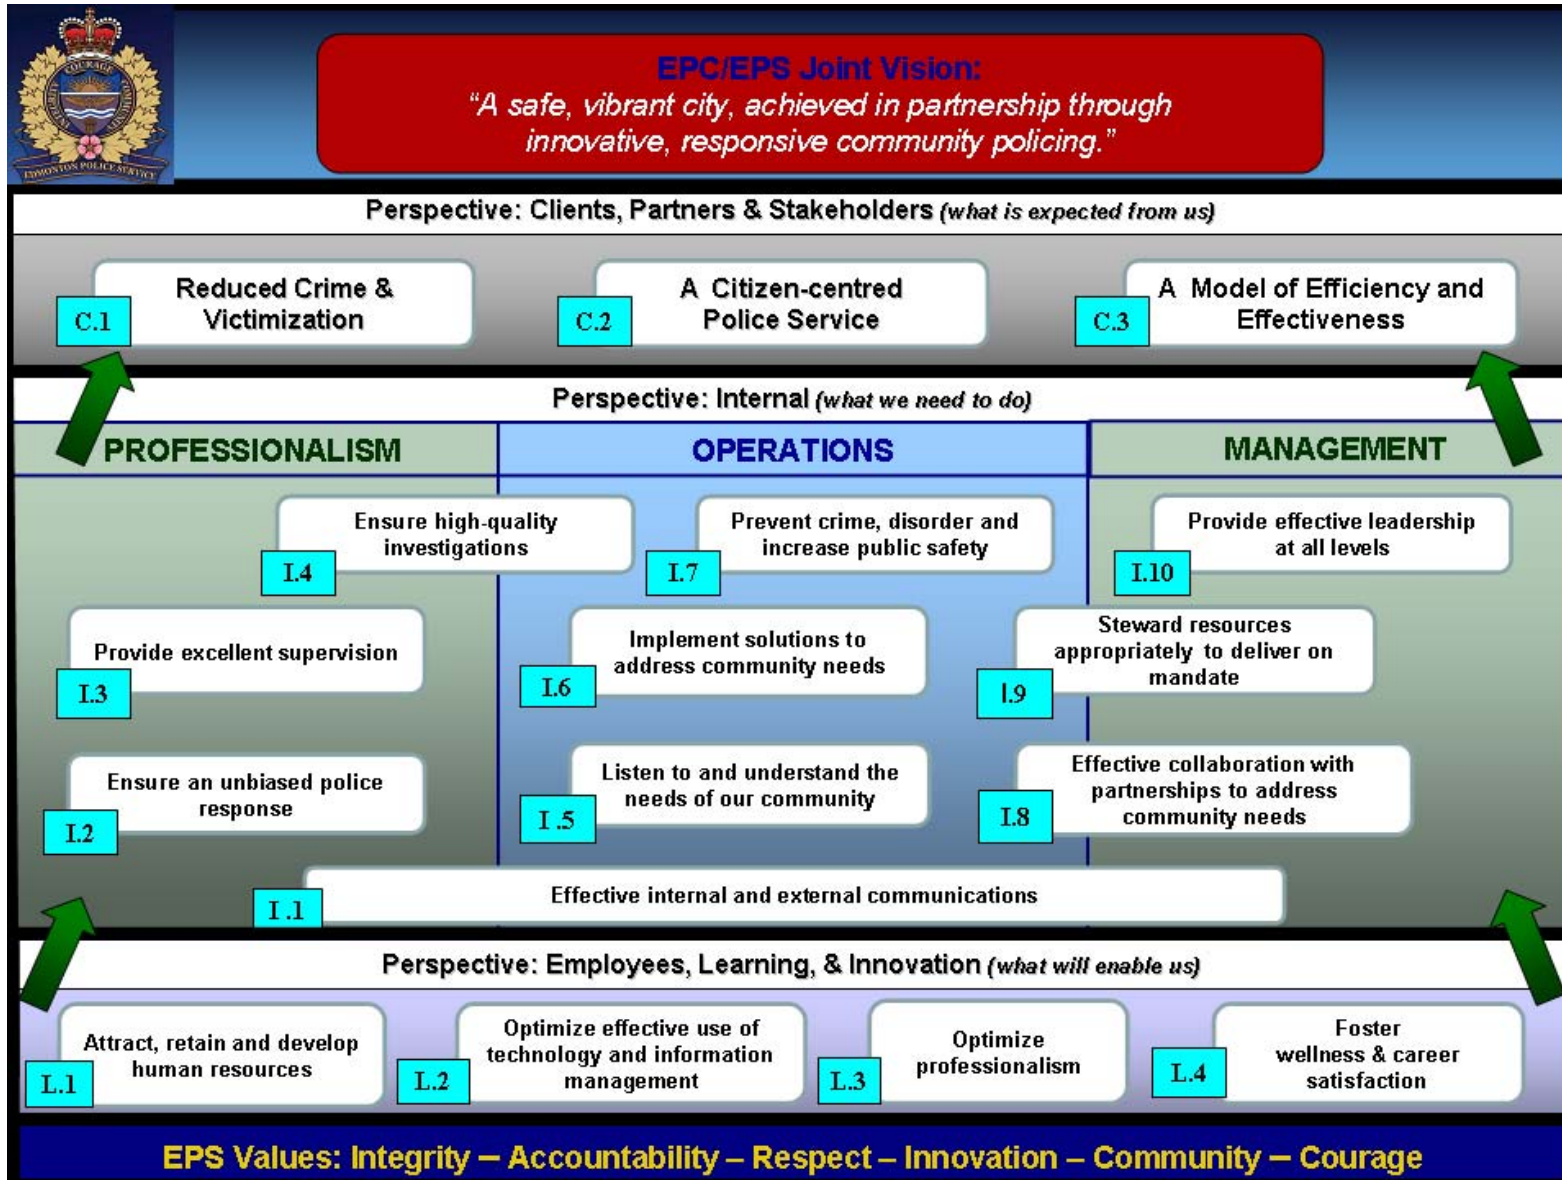 COURAGE
INTEGRITY
COMMUNITY
EDMONTON POLICE SERVICE
EPC/EPS Joint Vision:
“A safe, vibrant city, achieved in partnership through
innovative, responsive community policing.”
Perspective: Clients, Partners & Stakeholders (what is expected from us)
Reduced Crime &
Victimization
C.1
A Citizen-centred
Police Service
C.2
A Model of Efficiency and
Effectiveness
C.3
Perspective: Internal (what we need to do)
PROFESSIONALISM
OPERATIONS
MANAGEMENT
Ensure high-quality
investigations
I.4
Prevent crime, disorder and
increase public safety
I.7
Provide effective leadership
at all levels
I.10
Provide excellent supervision
I.3
Implement solutions to
address community needs
I.6
Steward resources
appropriately to deliver on
mandate
I.9
Ensure an unbiased police
response
I.2
Listen to and understand the
needs of our community
I .5
Effective collaboration with
partnerships to address
community needs
I.8
Effective internal and external communications
I .1
Perspective: Employees, Learning, & Innovation (what will enable us)
Attract, retain and develop
human resources
L.1
Optimize effective use of
technology and information
management
L.2
Optimize
professionalism
L.3
Foster
wellness & career
satisfaction
L.4
EPS Values: Integrity – Accountability – Respect – Innovation – Community – Courage